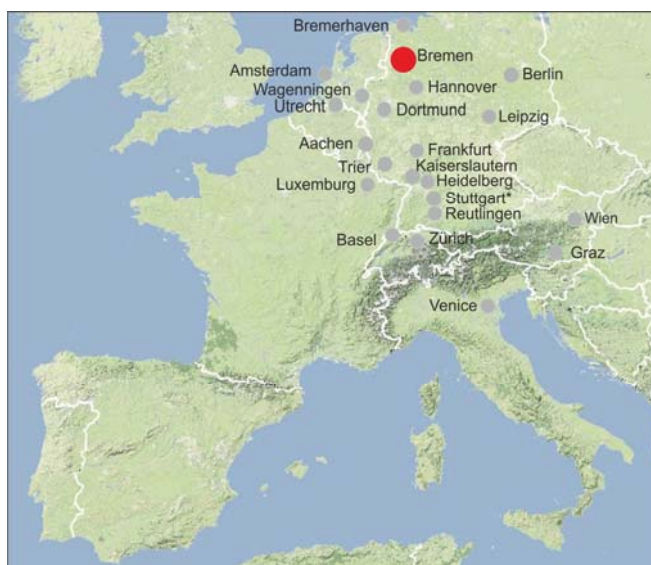 Bremerhaven
Bremen
Amsterdam
Berlin
Wagenningen
Hannover
Ütrecht
Dortmund
Leipzig
Aachen
Frankfurt
Trier
Kaiserslautern
Luxemburg
Heidelberg
Stuttgart*
Reutlingen
Wien
Basel
Zürich
Graz
Venice